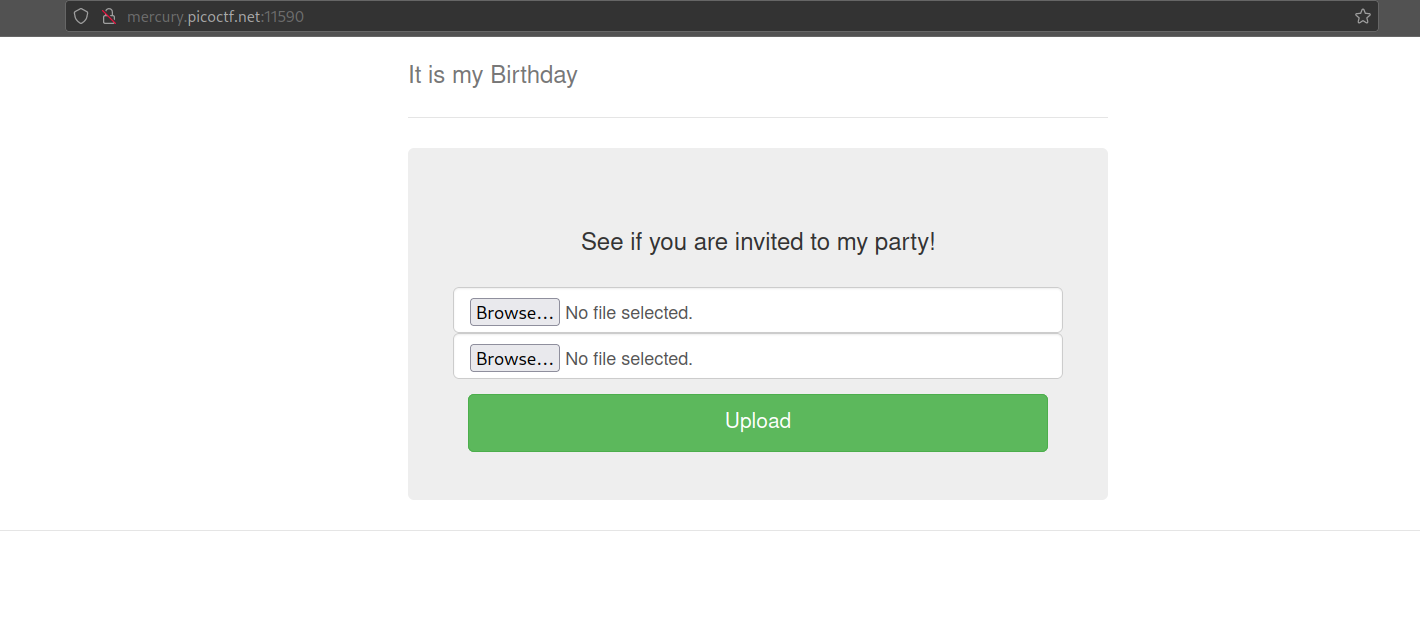 mercury.picoctf.net:11590
It is my Birthday
See if you are invited to my party!
Browse... No file selected.
Browse... No file selected.
Upload